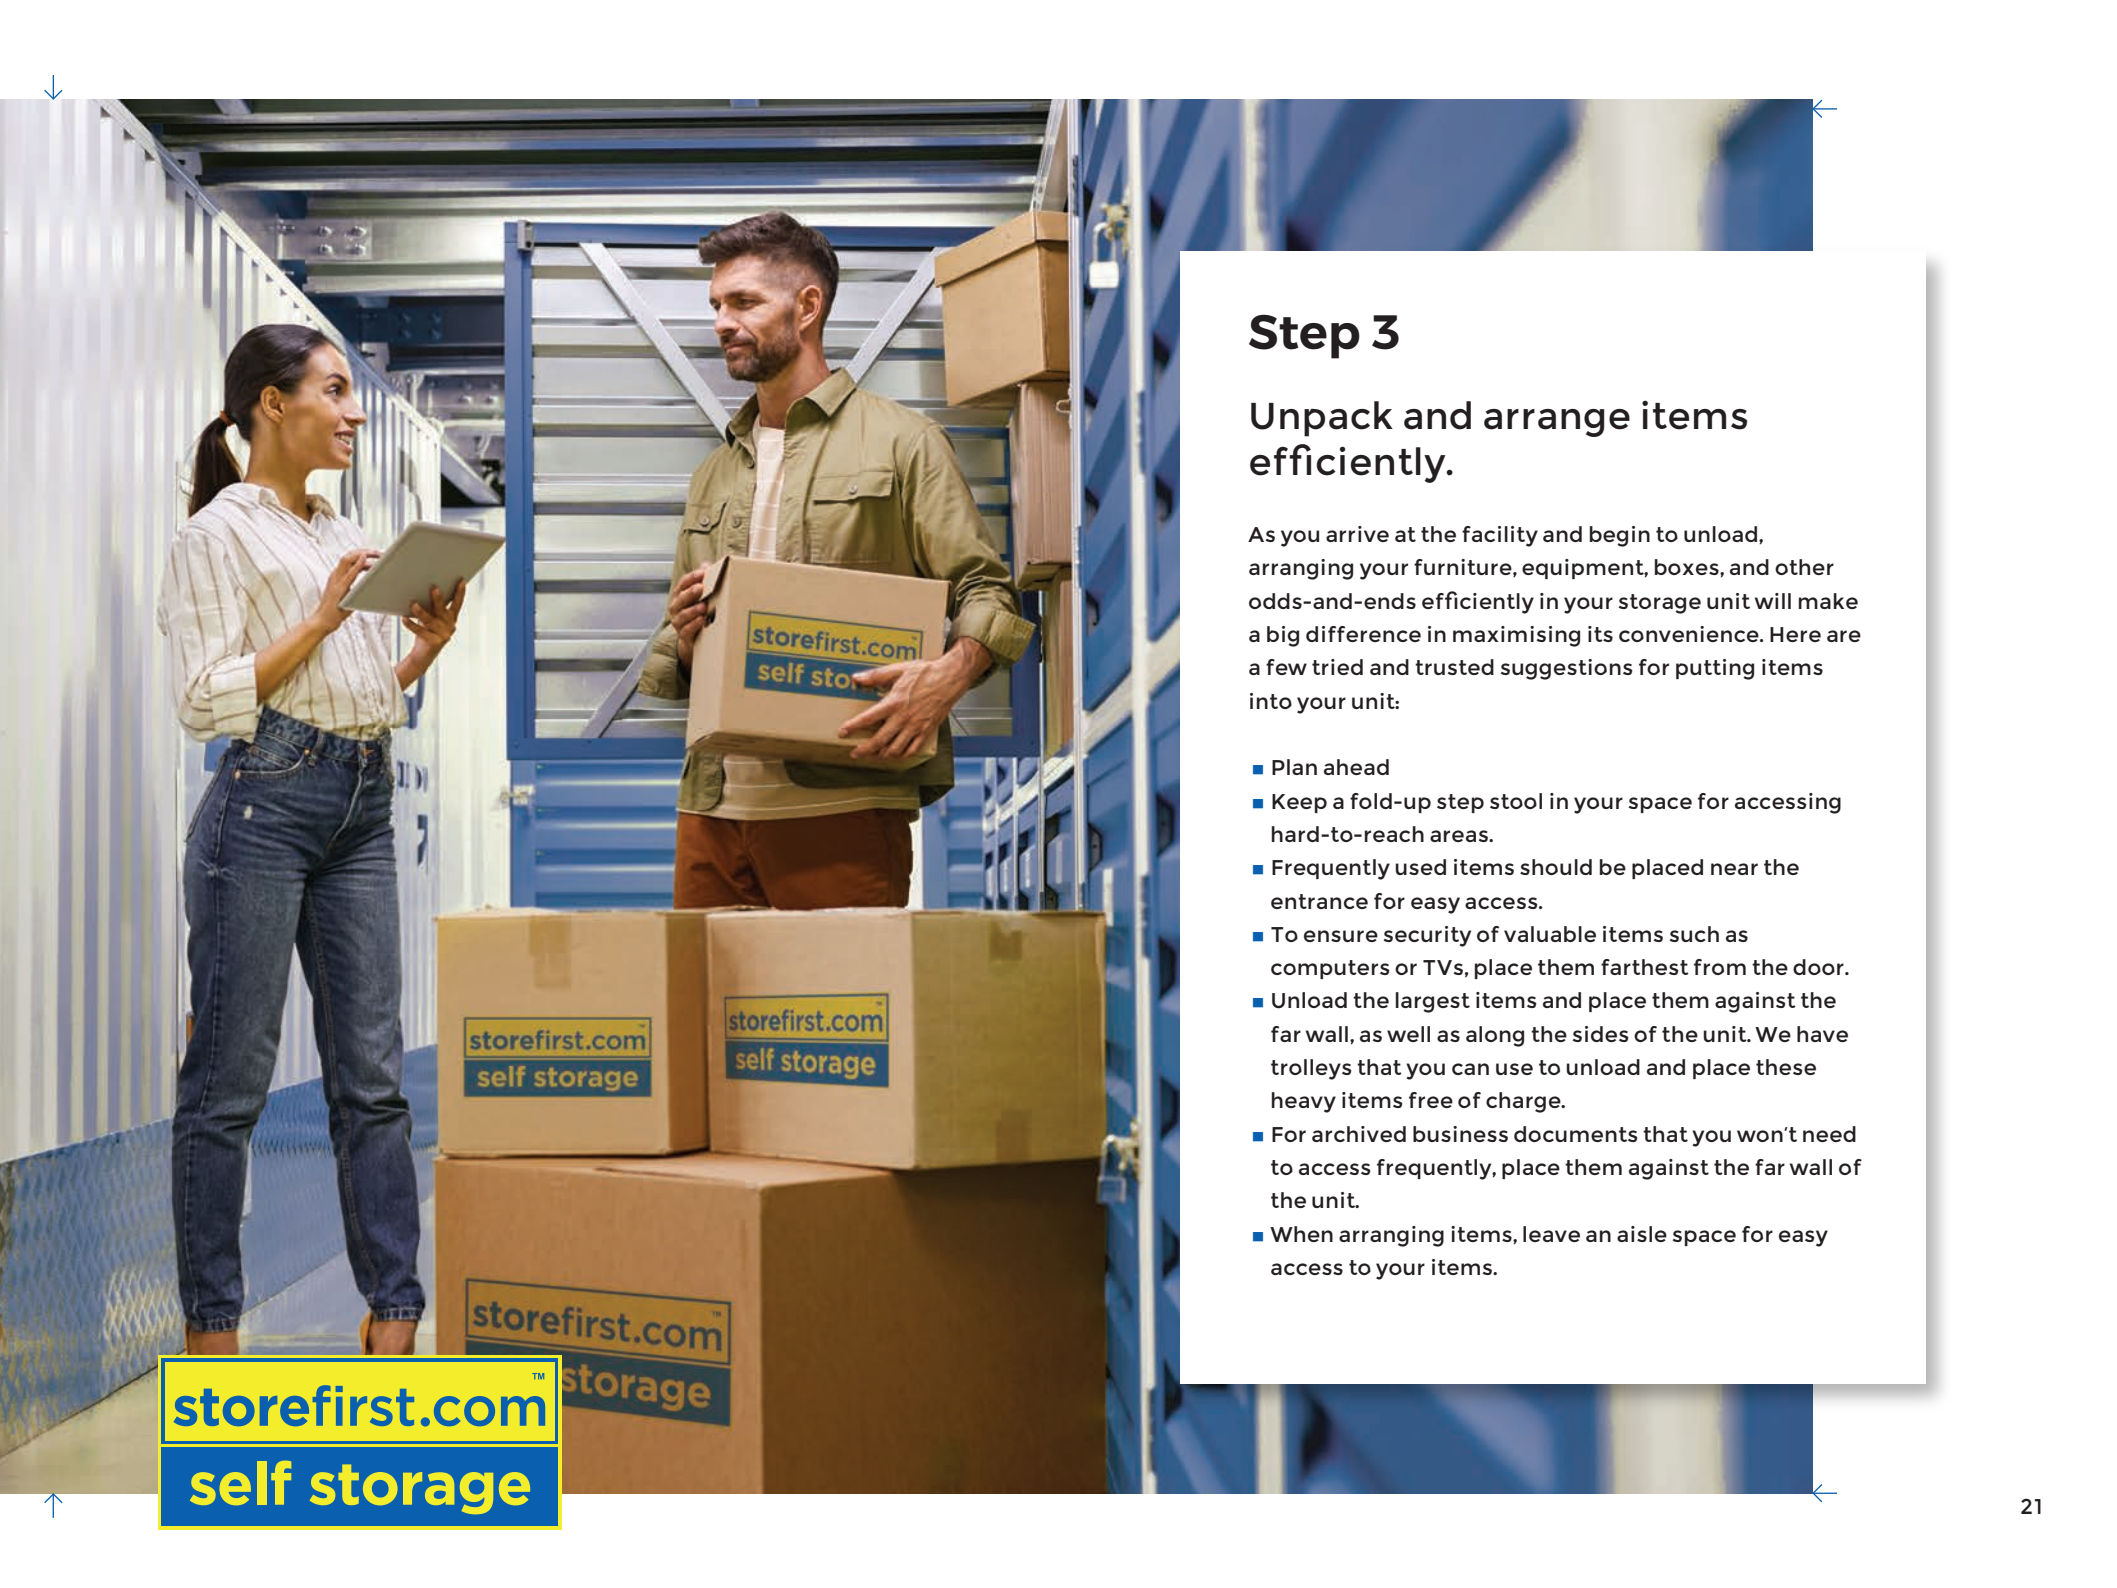 Step 3
Unpack and arrange items
efficiently.
As you arrive at the facility and begin to unload,
arranging your furniture, equipment, boxes, and other
odds-and-ends efficiently in your storage unit will make
a big difference in maximising its convenience. Here are
a few tried and trusted suggestions for putting items
into your unit:
■ Plan ahead
■ Keep a fold-up step stool in your space for accessing
hard-to-reach areas.
■ Frequently used items should be placed near the
entrance for easy access.
■ To ensure security of valuable items such as
computers or TVs, place them farthest from the door.
■ Unload the largest items and place them against the
far wall, as well as along the sides of the unit. We have
trolleys that you can use to unload and place these
heavy items free of charge.
■ For archived business documents that you won't need
to access frequently, place them against the far wall of
the unit.
■ When arranging items, leave an aisle space for easy
access to your items.
storefirst.com™
self sto
storefirst.com™
self storage
storefirst.com™
self storage
storefirst.com™
storage
storefirst.com™
self storage
21